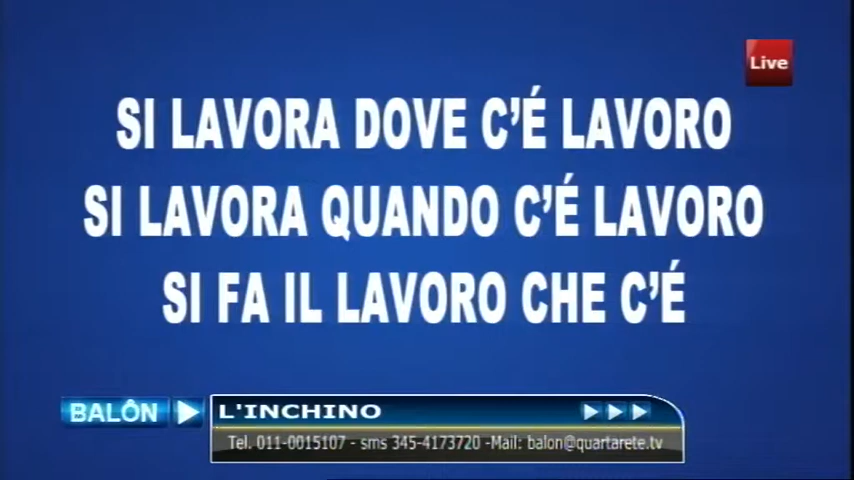 Live
SI LAVORA DOVE C'É LAVORO
SI LAVORA QUANDO C'É LAVORO
SI FA IL LAVORO CHE C'É
BALÔN
L'INCHINO
Tel. 011-0015107 - sms 345-4173720 -Mail: balon@quartarete.tv